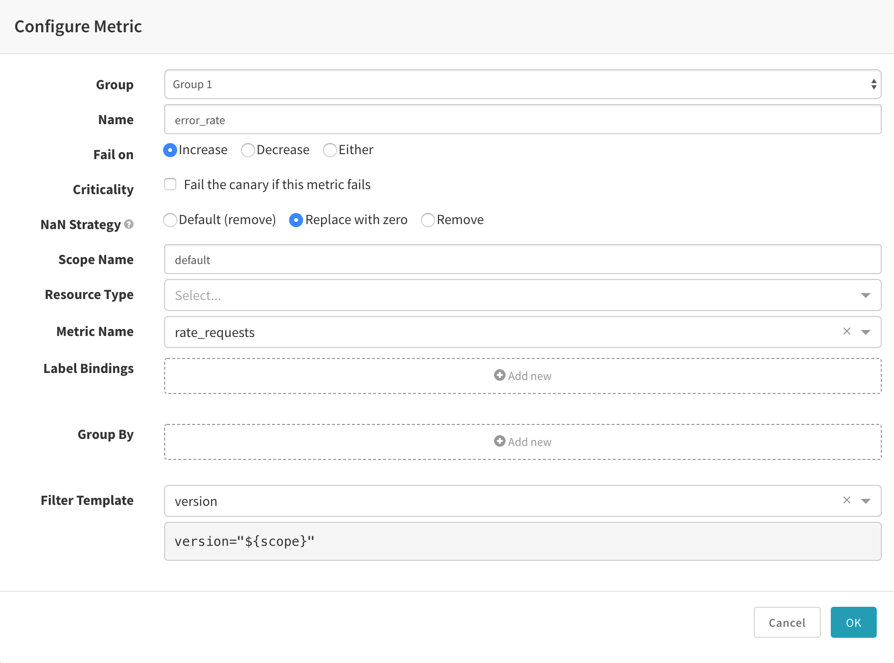 Configure Metric
Group Group 1
Name error_rate
Fail on Increase Decrease Either
Criticality Fail the canary if this metric fails
NaN Strategy ? Default (remove) Replace with zero Remove
Scope Name default
Resource Type Select...
Metric Name rate_requests ×
Label Bindings Add new
Group By Add new
Filter Template version ×
version="${scope}"
Cancel OK